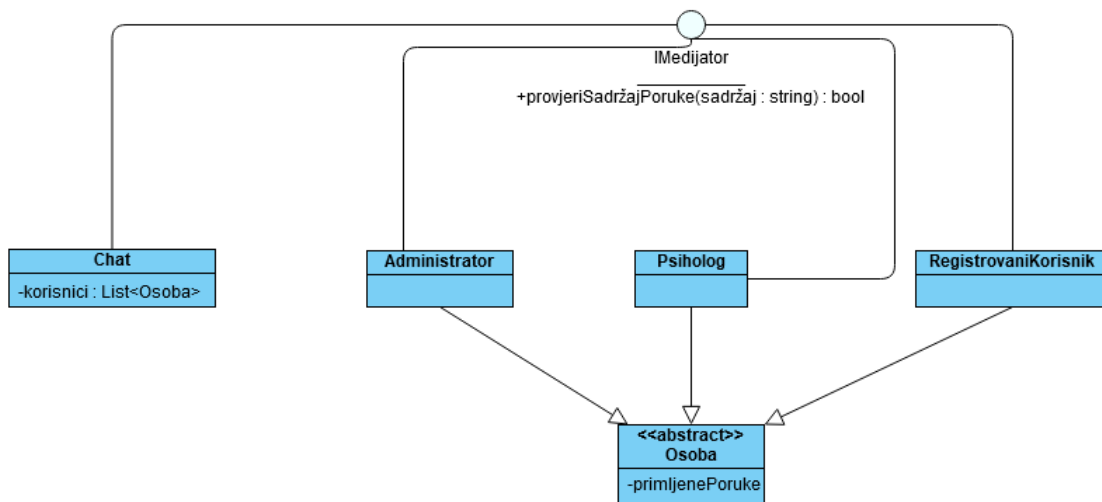 IMedijator
+provjeriSadržajPoruke(sadržaj : string) : bool
Chat
-korisnici : List<Osoba>
Administrator
Psiholog
RegistrovaniKorisnik
<<abstract>>
Osoba
-primljenePoruke